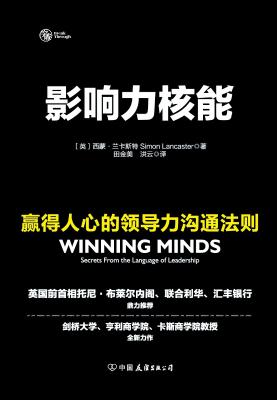 Break
Through
影响力核能
［英］西蒙·兰卡斯特 Simon Lancaster 著
田金美 洪云 译
赢得人心的领导力沟通法则
WINNING MINDS
Secrets From the Language of Leadership
英国前首相托尼·布莱尔内阁、联合利华、汇丰银行
鼎力推荐
剑桥大学、亨利商学院、卡斯商学院教授
全新力作
中国友谊出版公司